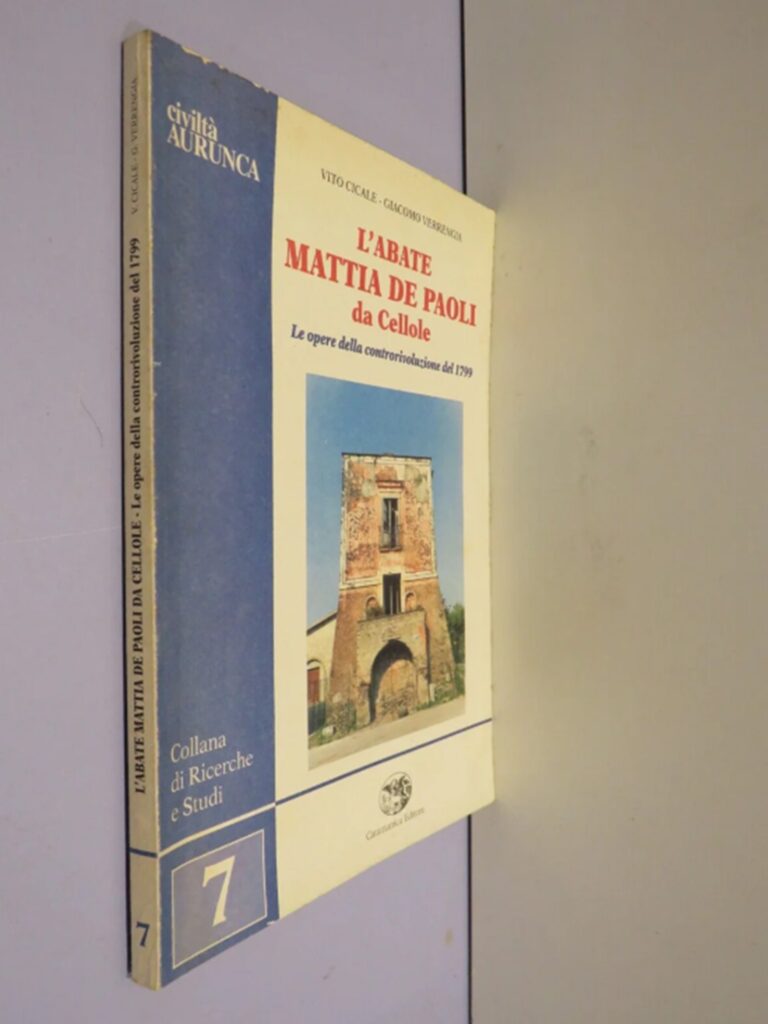 V. CICALE - G. VERRENGIA
L'ABATE MATTIA DE PAOLI DA CELLOLE - Le opere della controrivoluzione del 1799
7
civiltà
AURUNCA
VITO CICALE - GIACOMO VERRENGIA
L'ABATE
MATTIA DE PAOLI
da Cellole
Le opere della controrivoluzione del 1799
Collana
di Ricerche
e Studi
7
Caramanica Editore